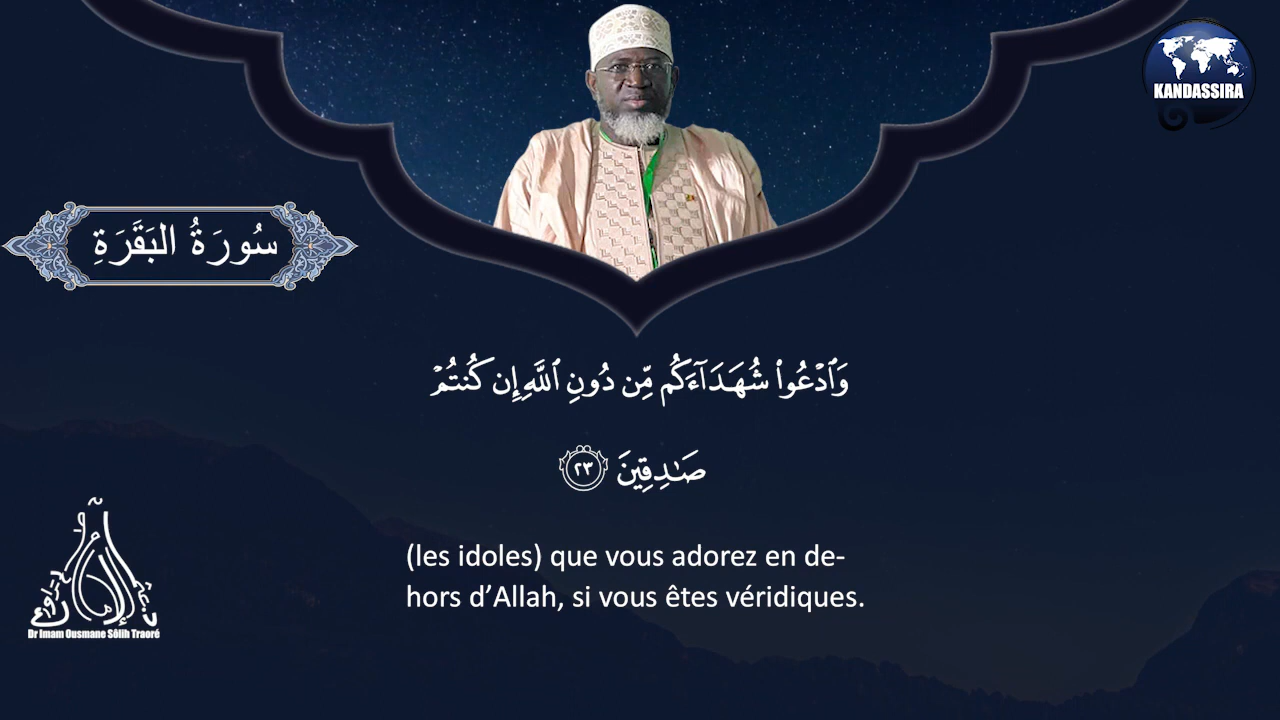 KANDASSIRA
سُورَةُ البَقَرَةِ
وَٱدۡعُواْ شُهَدَآءَكُم مِّن دُونِ ٱللَّهِ إِن كُنتُمۡ
صَٰدِقِينَ ٢٣
(les idoles) que vous adorez en de-
hors d’Allah, si vous êtes véridiques.
Dr Imam Ousmane Sôlih Traoré